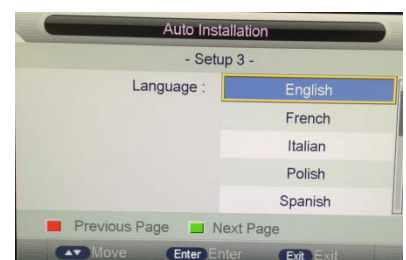 Auto Installation
- Setup 3 -
Language : English
French
Italian
Polish
Spanish
Previous Page Next Page
Move Enter Enter Exit Exit